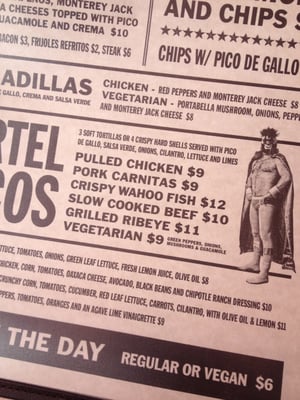 MONTEREY JACK
A CHEESES TOPPED WITH PICO
UACAMOLE AND CREMA $10
BACON $3, FRIJOLES REFRITOS $2, STEAK $6
AND CHIPS
CHIPS W/ PICO DE GALLO
ADILLAS
GALLO, CREMA AND SALSA VERDE
CHICKEN - RED PEPPERS AND MONTEREY JACK CHEESE $8
VEGETARIAN - PORTABELLA MUSHROOM, ONIONS, PEPP
AND MONTEREY JACK CHEESE $8
RTEL
COS
3 SOFT TORTILLAS OR 4 CRISPY HARD SHELLS SERVED WITH PICO
DE GALLO, SALSA VERDE, ONIONS, CILANTRO, LETTUCE AND LIMES
PULLED CHICKEN $9
PORK CARNITAS $9
CRISPY WAHOO FISH $12
SLOW COOKED BEEF $10
GRILLED RIBEYE $11
VEGETARIAN $9 GREEN PEPPERS, ONIONS,
MUSHROOMS & GUACAMOLE
TTUCE, TOMATOES, ONIONS, GREEN LEAF LETTUCE, FRESH LEMON JUICE, OLIVE OIL $8
CHICKEN, CORN, TOMATOES, OAXACA CHEESE, AVOCADO, BLACK BEANS AND CHIPOTLE RANCH DRESSING $10
CRUNCHY CORN, TOMATOES, CUCUMBER, RED LEAF LETTUCE, CARROTS, CILANTRO, WITH OLIVE OIL & LEMON $11
PPERS, TOMATOES, ORANGES AND AN AGAVE LIME VINAIGRETTE $9
THE DAY REGULAR OR VEGAN $6